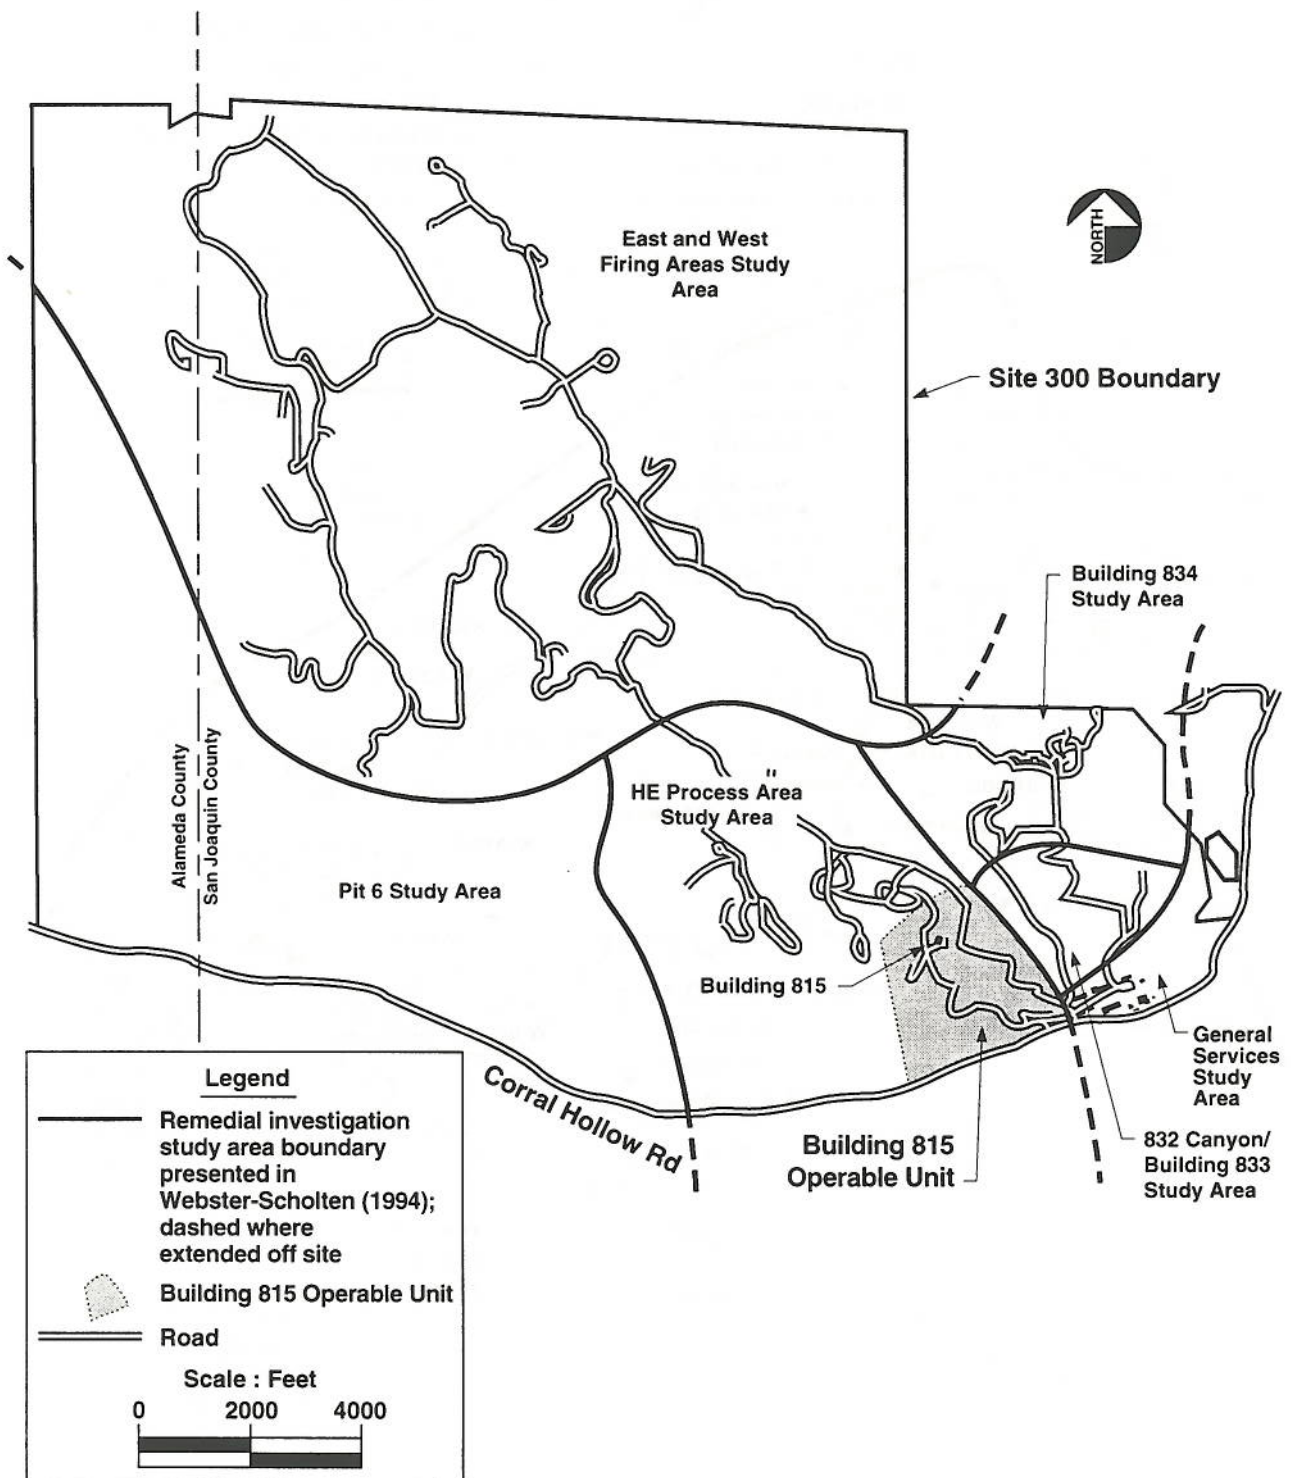 NORTH
East and West
Firing Areas Study
Area
Site 300 Boundary
Building 834
Study Area
Alameda County
San Joaquin County
HE Process Area
Study Area
Pit 6 Study Area
Building 815
General
Services
Study
Area
Corral Hollow Rd
Building 815
Operable Unit
832 Canyon/
Building 833
Study Area
Legend
Remedial investigation
study area boundary
presented in
Webster-Scholten (1994);
dashed where
extended off site
Building 815 Operable Unit
Road
Scale : Feet
0 2000 4000